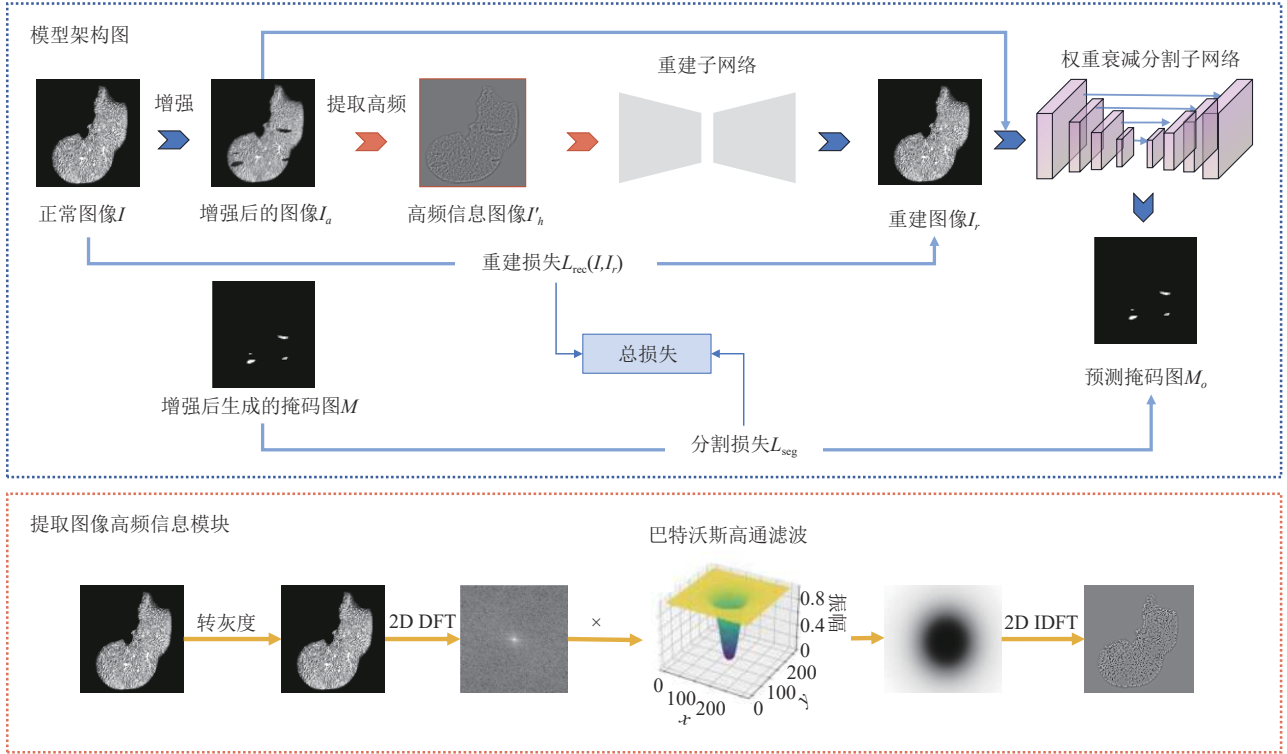 模型架构图
增强
提取高频
重建子网络
权重衰减分割子网络
正常图像I
增强后的图像Iₐ
高频信息图像I'ₕ
重建图像Iᵣ
重建损失L_rec(I,Iᵣ)
总损失
增强后生成的掩码图M
预测掩码图Mₒ
分割损失L_seg
提取图像高频信息模块
巴特沃斯高通滤波
转灰度
2D DFT
×
0.8
0.4
0
振幅
0
100
200
x
0
100
200
2D IDFT